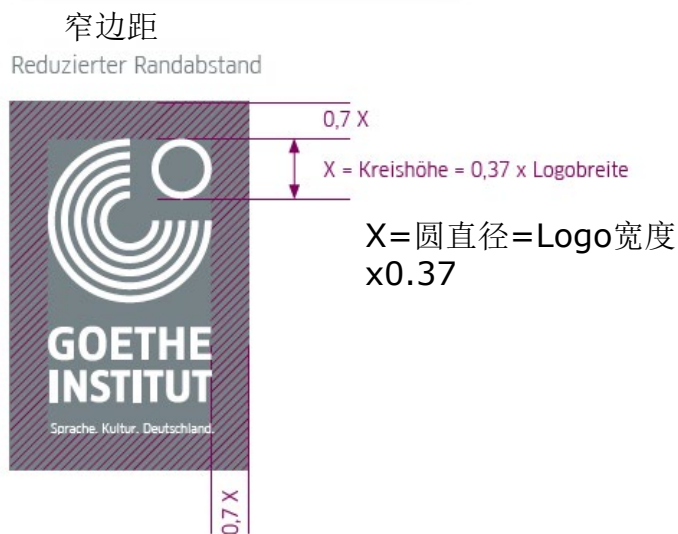 窄边距
Reduzierter Randabstand
0,7 X
X = Kreishöhe = 0,37 x Logobreite
X=圆直径=Logo宽度
x0.37
GOETHE
INSTITUT
Sprache. Kultur. Deutschland.
0,7 X